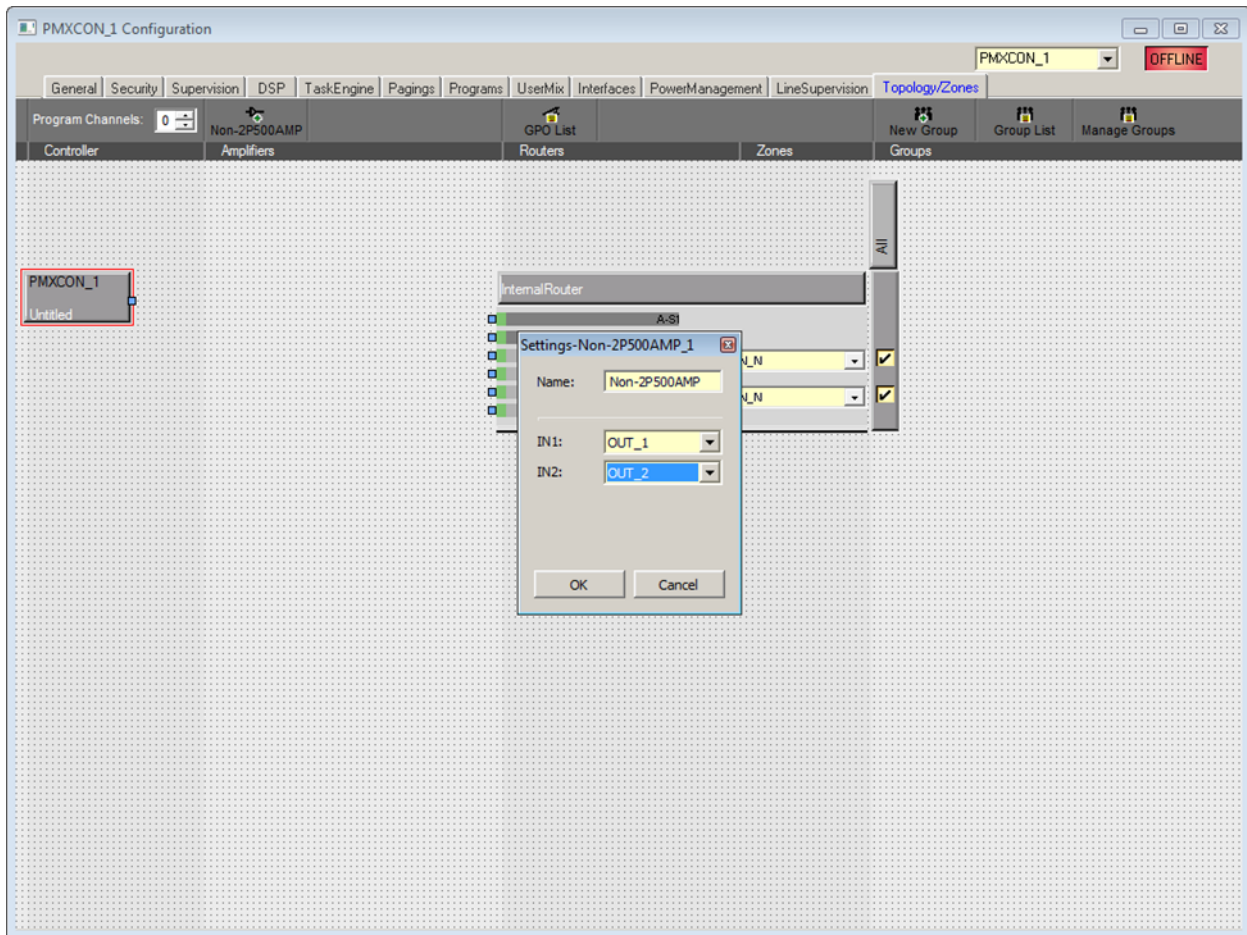 PMXCON_1 Configuration
PMXCON_1
OFFLINE
General Security Supervision DSP TaskEngine Pagings Programs UserMix Interfaces PowerManagement LineSupervision Topology/Zones
Program Channels: 0
Non-2P500AMP
GPO List
New Group
Group List
Manage Groups
Controller Amplifiers Routers Zones Groups
All
PMXCON_1
Untitled
InternalRouter
A-S1
N_N
N_N
Settings-Non-2P500AMP_1
Name: Non-2P500AMP
IN1: OUT_1
IN2: OUT_2
OK Cancel